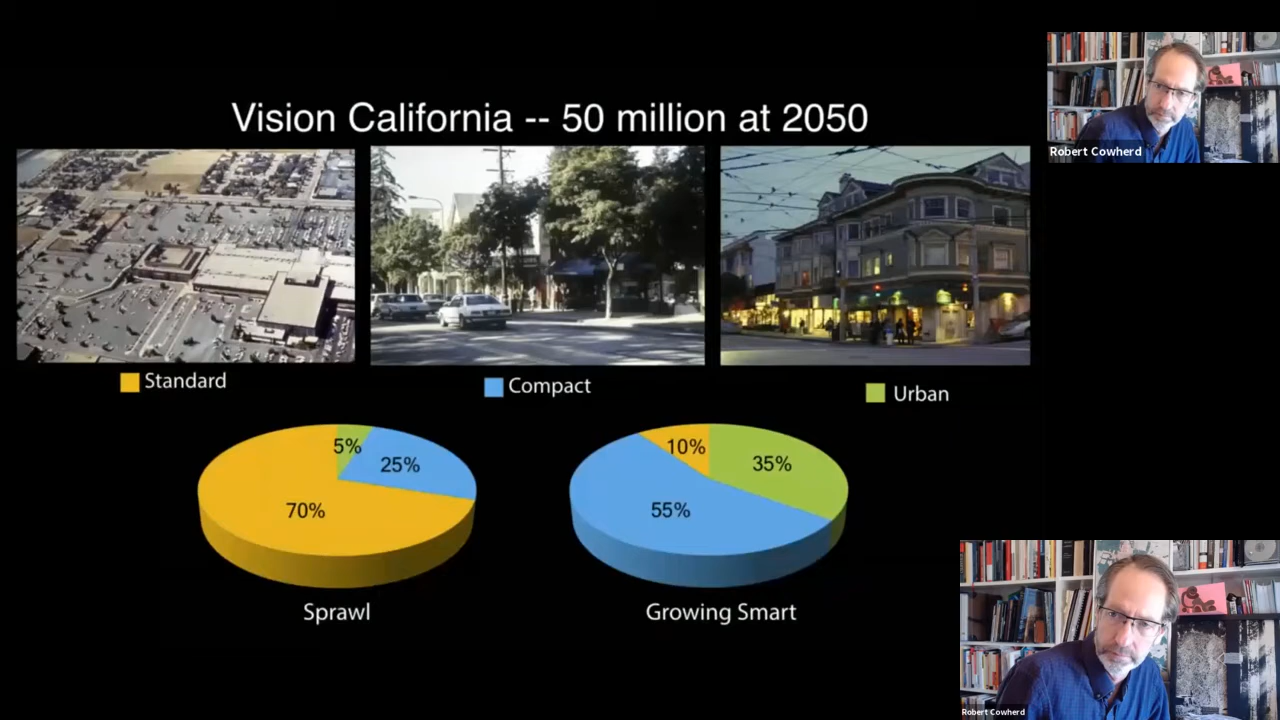 Vision California -- 50 million at 2050
Robert Cowherd
Standard
Compact
Urban
5%
25%
70%
10%
35%
55%
Sprawl
Growing Smart
Robert Cowherd